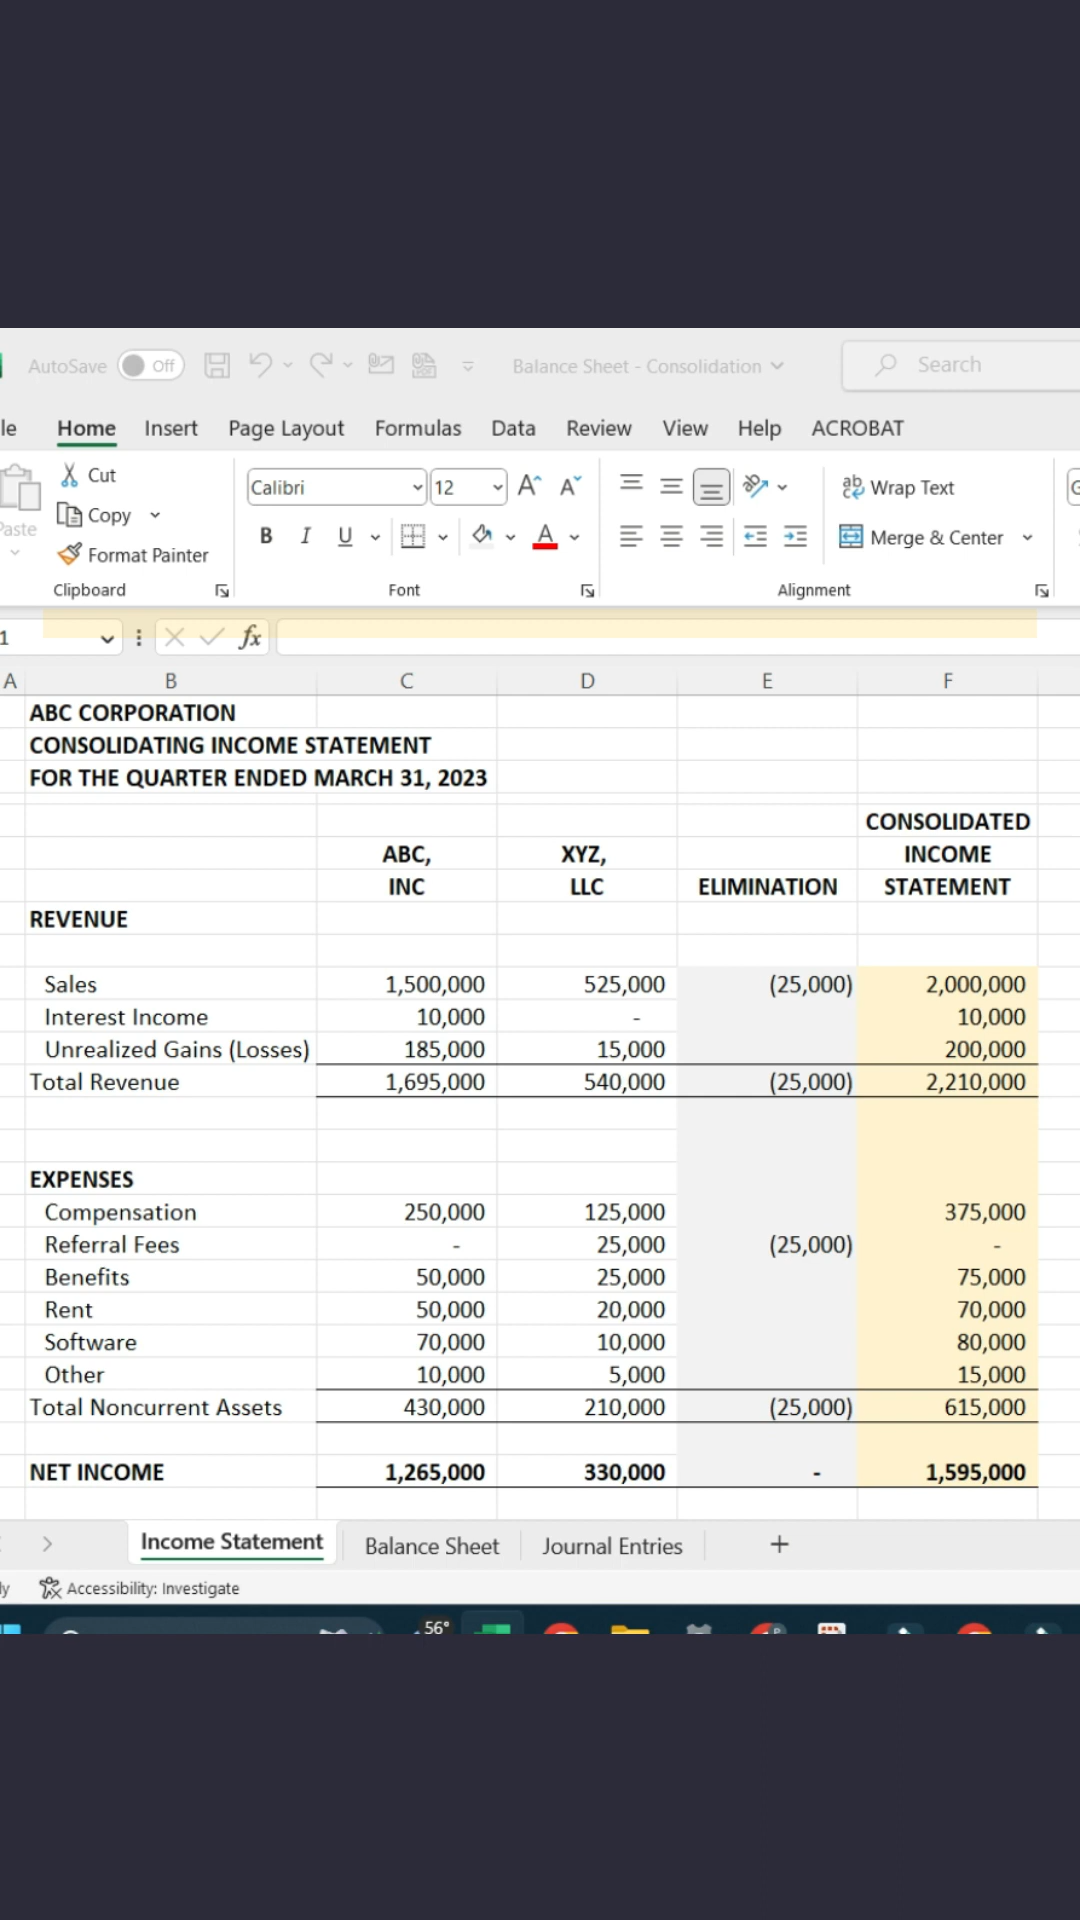 AutoSave Off Balance Sheet - Consolidation Search
Home Insert Page Layout Formulas Data Review View Help ACROBAT
Cut
Copy
Format Painter
Clipboard
Calibri 12
B I U A
Font
Wrap Text
Merge & Center
Alignment
1 fx
A B C D E F
ABC CORPORATION
CONSOLIDATING INCOME STATEMENT
FOR THE QUARTER ENDED MARCH 31, 2023
CONSOLIDATED
ABC, XYZ, INCOME
INC LLC ELIMINATION STATEMENT
REVENUE
Sales 1,500,000 525,000 (25,000) 2,000,000
Interest Income 10,000 - 10,000
Unrealized Gains (Losses) 185,000 15,000 200,000
Total Revenue 1,695,000 540,000 (25,000) 2,210,000
EXPENSES
Compensation 250,000 125,000 375,000
Referral Fees - 25,000 (25,000) -
Benefits 50,000 25,000 75,000
Rent 50,000 20,000 70,000
Software 70,000 10,000 80,000
Other 10,000 5,000 15,000
Total Noncurrent Assets 430,000 210,000 (25,000) 615,000
NET INCOME 1,265,000 330,000 - 1,595,000
Income Statement Balance Sheet Journal Entries +
Accessibility: Investigate
56°